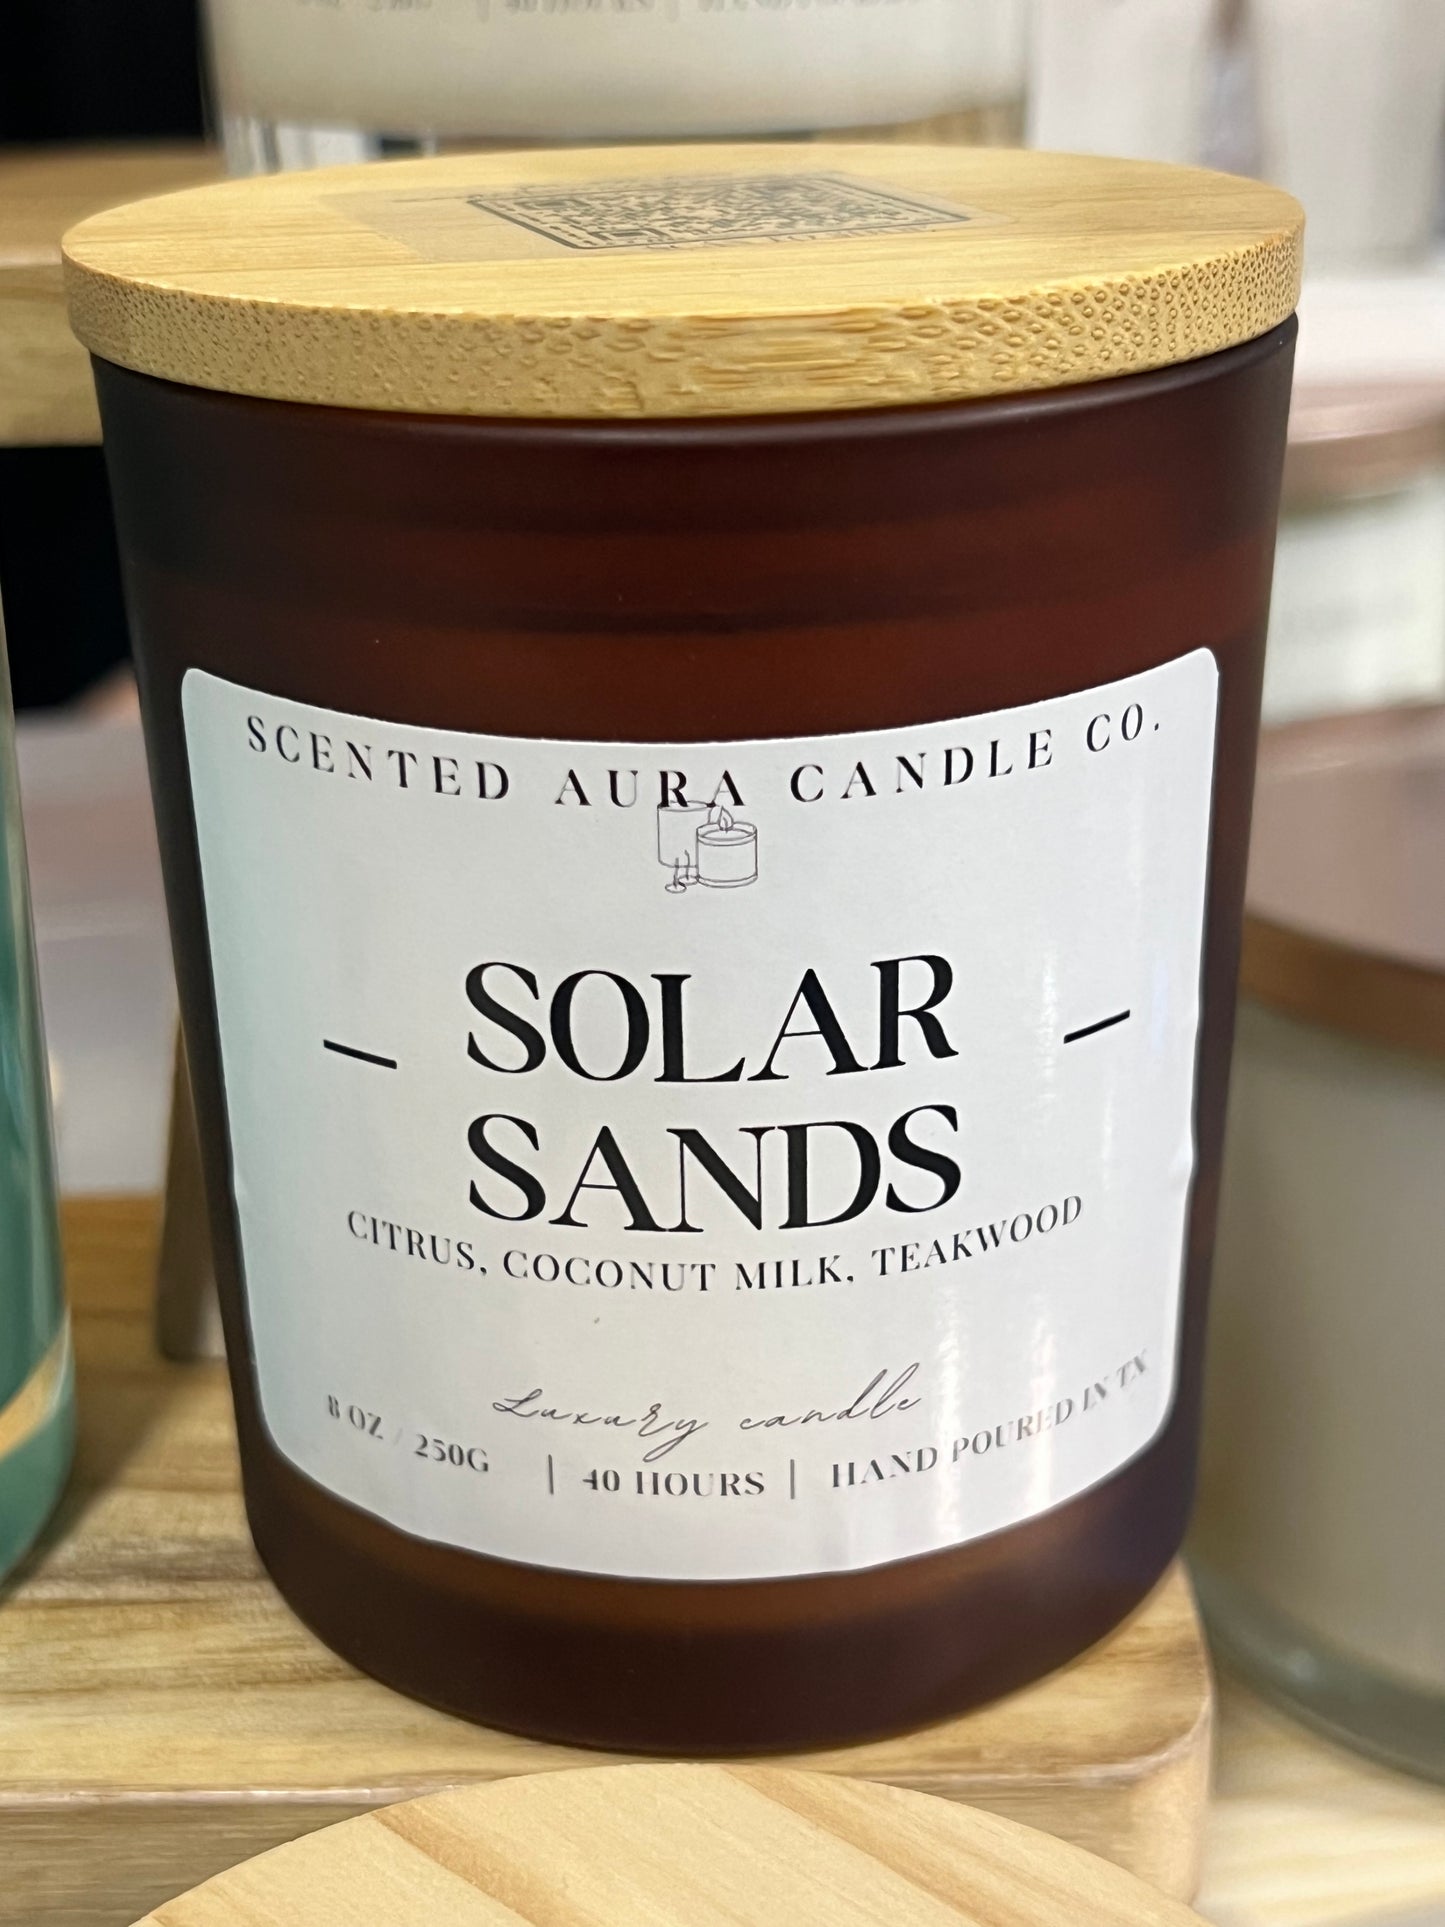 SCENTED AURA CANDLE CO.
SOLAR
SANDS
CITRUS, COCONUT MILK, TEAKWOOD
Luxury candle
8 OZ / 250G | 40 HOURS | HAND POURED IN TX